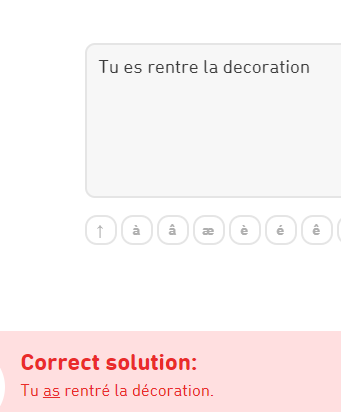 Tu es rentre la decoration
↑ à â æ è é ê
Correct solution:
Tu as rentré la décoration.